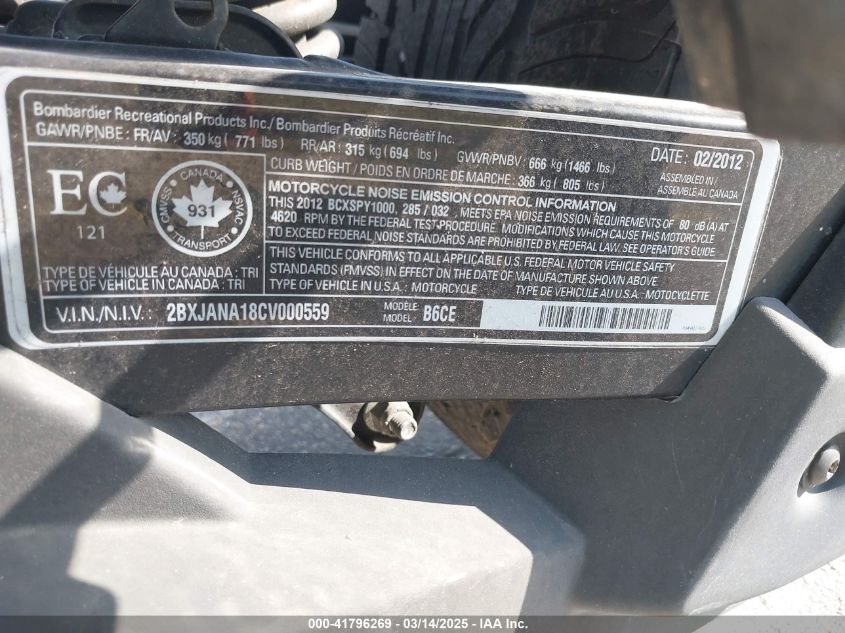 Bombardier Recreational Products Inc./Bombardier Produits Récréatif Inc.
GAWR/PNBE: FR/AV: 350 kg (771 lbs) RR/AR: 315 kg (694 lbs) GVWR/PNBV: 666 kg (1466 lbs) DATE: 02/2012
CURB WEIGHT / POIDS EN ORDRE DE MARCHE: 366 kg (805 lbs)
ASSEMBLED IN /
ASSEMBLÉ AU CANADA
EC
121
CANADA
931
TRANSPORT
TYPE DE VÉHICULE AU CANADA : TRI
TYPE OF VEHICLE IN CANADA : TRI
MOTORCYCLE NOISE EMISSION CONTROL INFORMATION
THIS 2012 BCXSPY1000, 285 / 032 MEETS EPA NOISE EMISSION REQUIREMENTS OF 80 dB(A) AT
4620 RPM BY THE FEDERAL TEST PROCEDURE. MODIFICATIONS WHICH CAUSE THIS MOTORCYCLE
TO EXCEED FEDERAL NOISE STANDARDS ARE PROHIBITED BY FEDERAL LAW. SEE OPERATOR'S GUIDE.
THIS VEHICLE CONFORMS TO ALL APPLICABLE U.S. FEDERAL MOTOR VEHICLE SAFETY
STANDARDS (FMVSS) IN EFFECT ON THE DATE OF MANUFACTURE SHOWN ABOVE.
TYPE OF VEHICLE IN U.S.A. : MOTORCYCLE TYPE DE VÉHICULE AU U.S.A. : MOTOCYCLETTE
V.I.N./N.I.V. : 2BXJANA18CV000559 MODÈLE: MODEL: B6CE
000-41796269 - 03/14/2025 - IAA Inc.